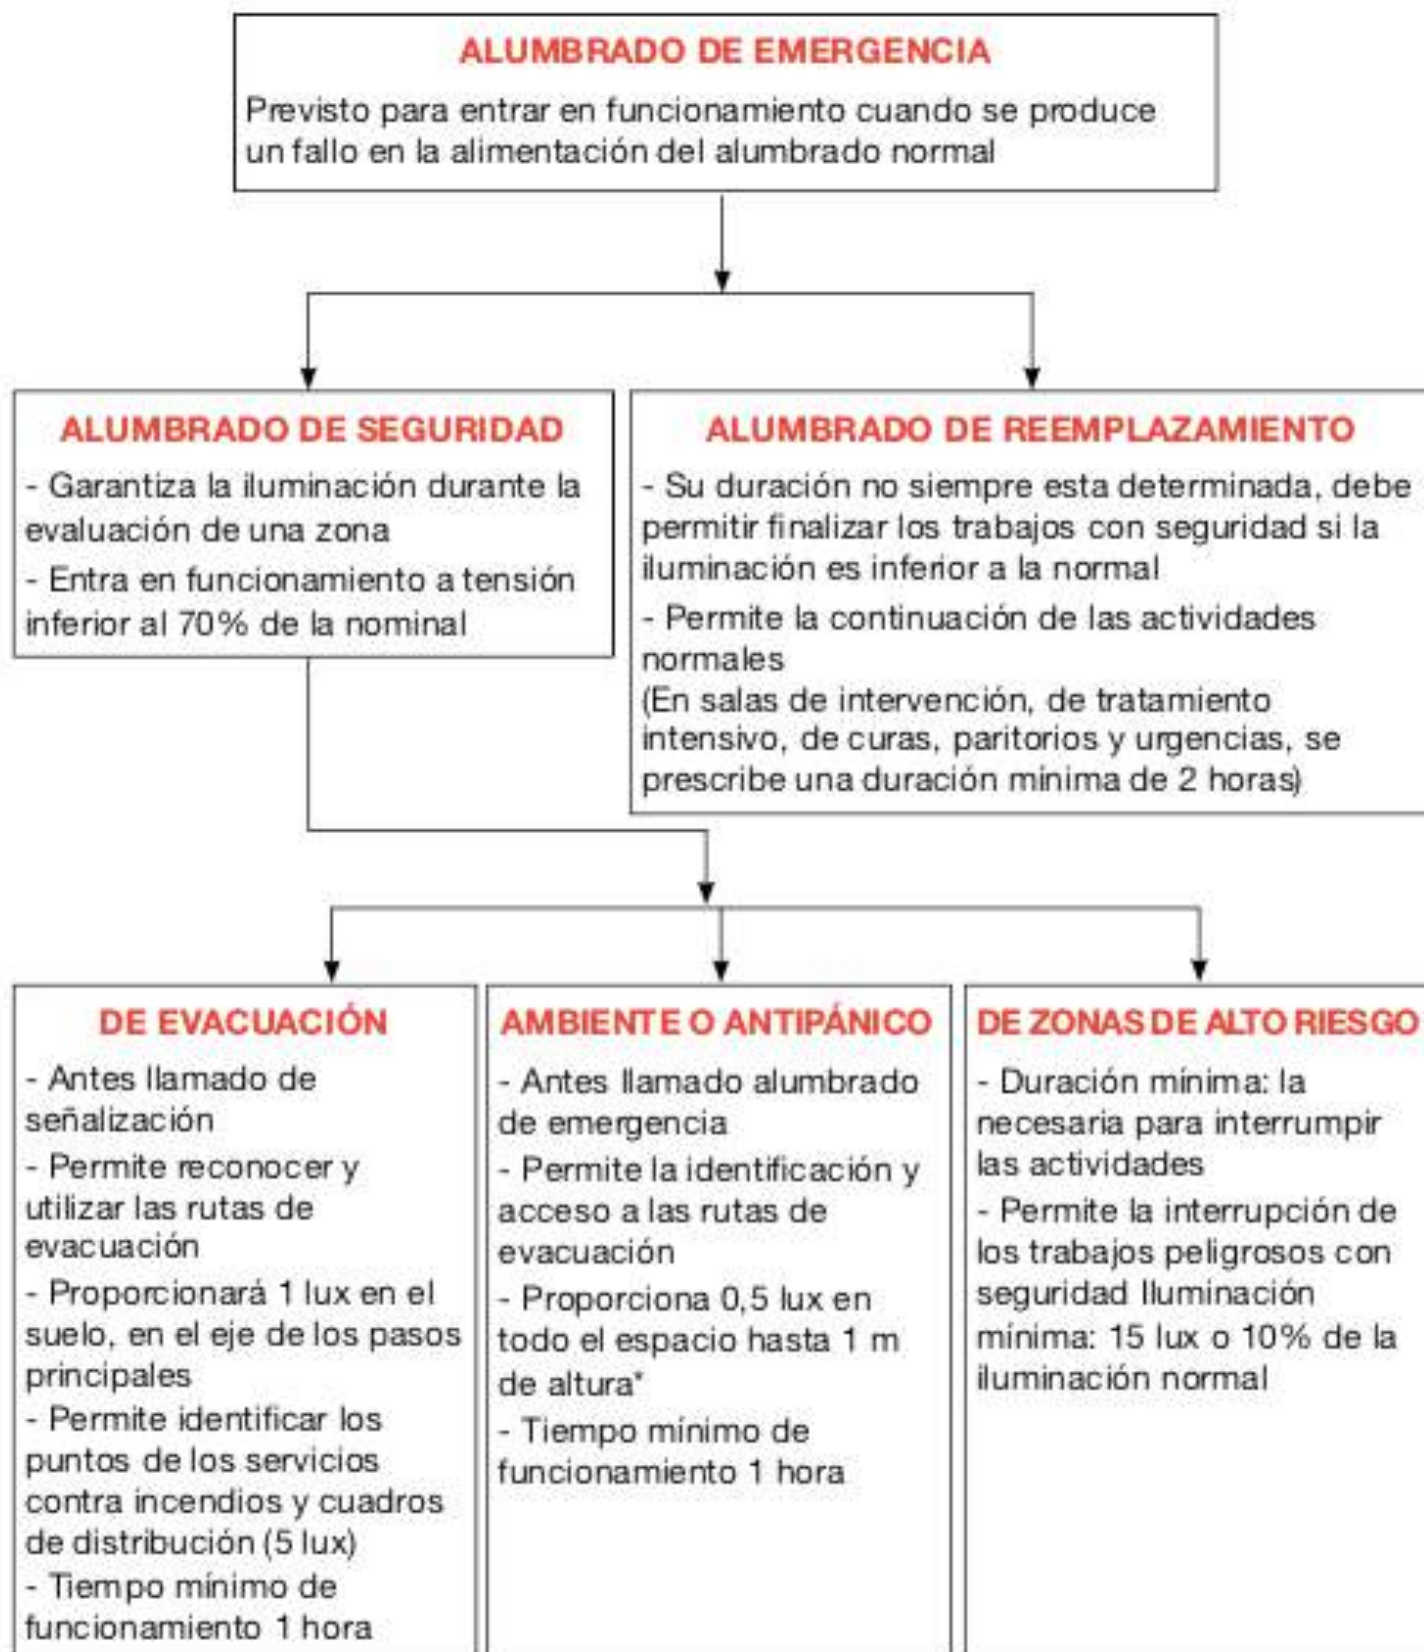 ALUMBRADO DE EMERGENCIA
Previsto para entrar en funcionamiento cuando se produce
un fallo en la alimentación del alumbrado normal
ALUMBRADO DE SEGURIDAD
- Garantiza la iluminación durante la
evaluación de una zona
- Entra en funcionamiento a tensión
inferior al 70% de la nominal
ALUMBRADO DE REEMPLAZAMIENTO
- Su duración no siempre esta determinada, debe
permitir finalizar los trabajos con seguridad si la
iluminación es inferior a la normal
- Permite la continuación de las actividades
normales
(En salas de intervención, de tratamiento
intensivo, de curas, paritorios y urgencias, se
prescribe una duración mínima de 2 horas)
DE EVACUACIÓN
- Antes llamado de
señalización
- Permite reconocer y
utilizar las rutas de
evacuación
- Proporcionará 1 lux en el
suelo, en el eje de los pasos
principales
- Permite identificar los
puntos de los servicios
contra incendios y cuadros
de distribución (5 lux)
- Tiempo mínimo de
funcionamiento 1 hora
AMBIENTE O ANTIPÁNICO
- Antes llamado alumbrado
de emergencia
- Permite la identificación y
acceso a las rutas de
evacuación
- Proporciona 0,5 lux en
todo el espacio hasta 1 m
de altura*
- Tiempo mínimo de
funcionamiento 1 hora
DE ZONAS DE ALTO RIESGO
- Duración mínima: la
necesaria para interrumpir
las actividades
- Permite la interrupción de
los trabajos peligrosos con
seguridad Iluminación
mínima: 15 lux o 10% de la
iluminación normal